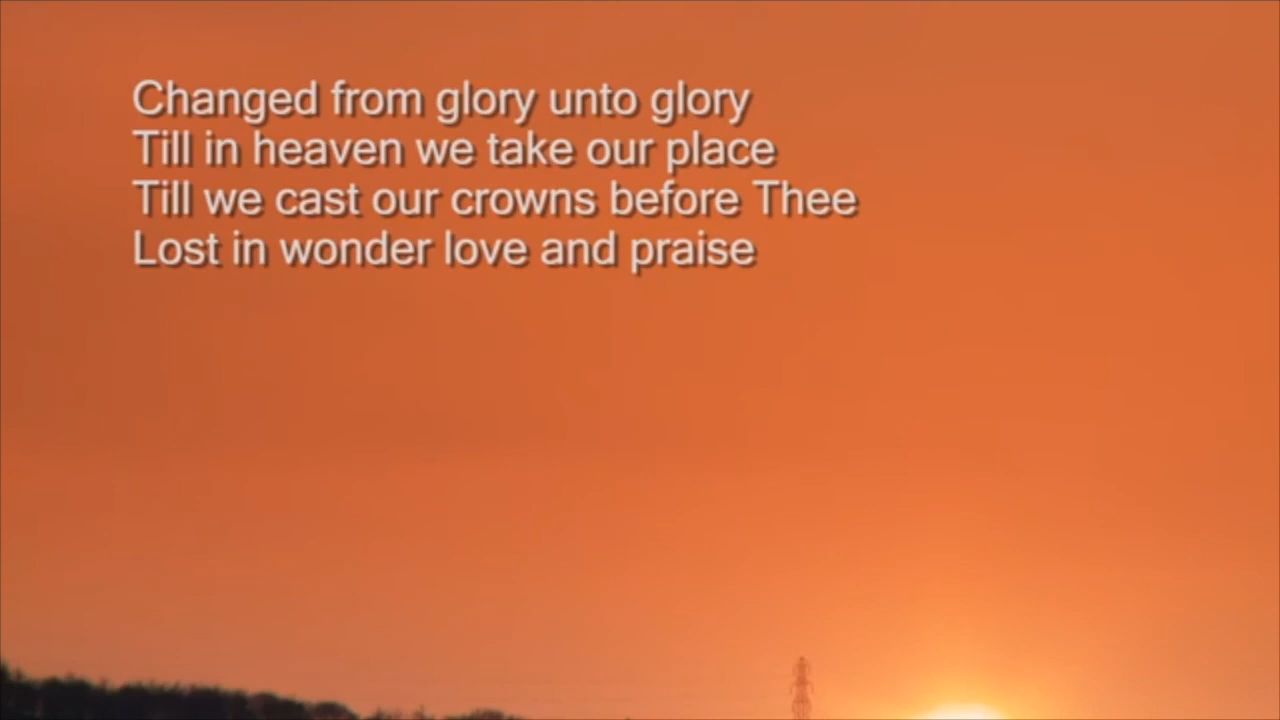 Changed from glory unto glory
Till in heaven we take our place
Till we cast our crowns before Thee
Lost in wonder love and praise